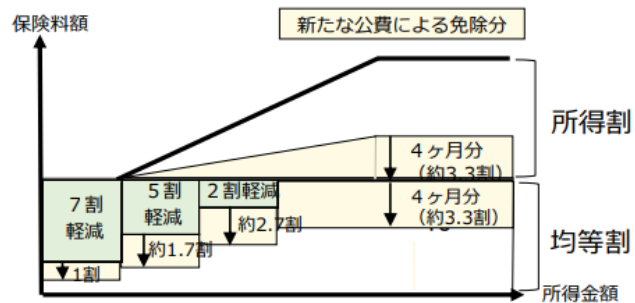 保険料額
新たな公費による免除分
所得割
4ヶ月分
(約3.3割)
7割
軽減
5割
軽減
2割軽減
4ヶ月分
(約3.3割)
約2.7割
約1.7割
1割
均等割
所得金額